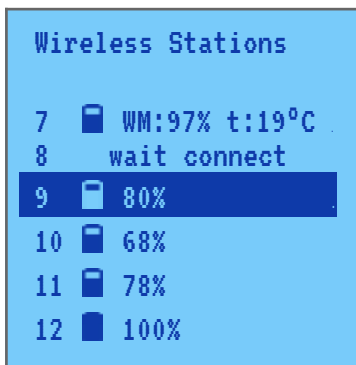 Wireless Stations
7 WM:97% t:19°C
8 wait connect
9 80%
10 68%
11 78%
12 100%